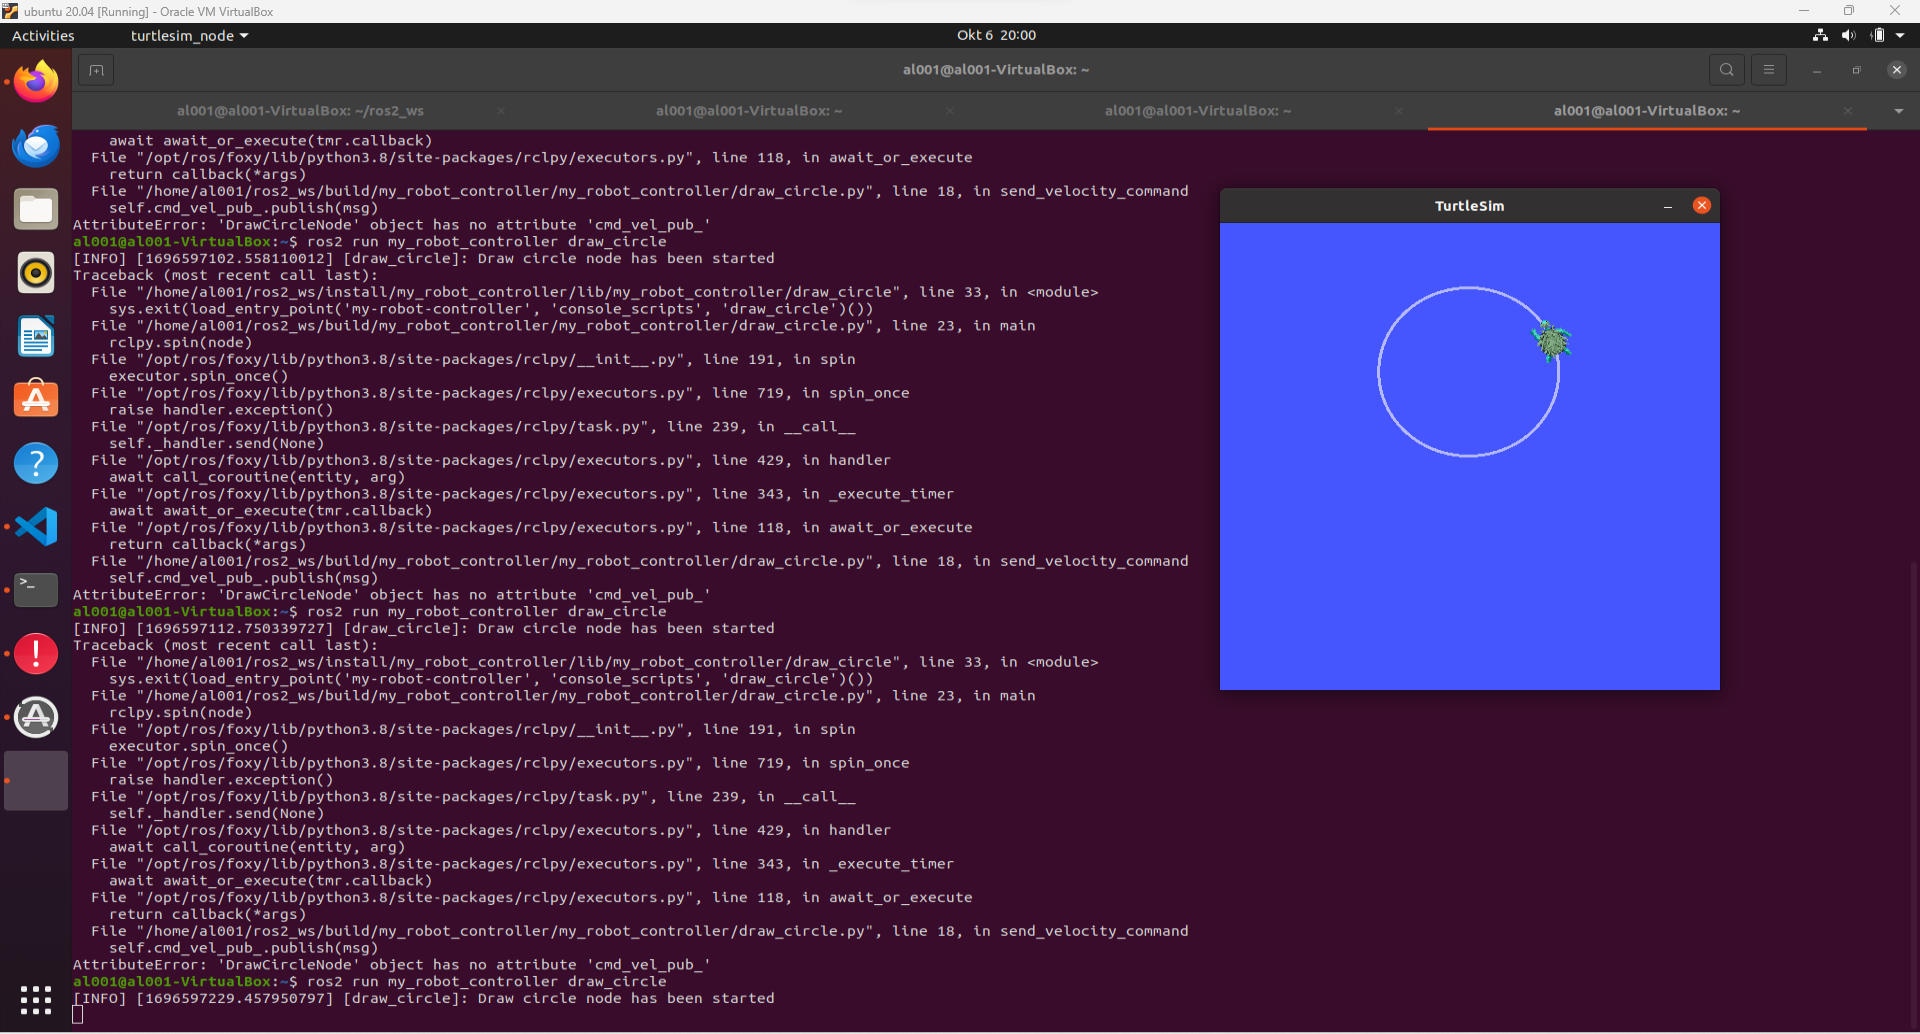 ubuntu 20.04 [Running] - Oracle VM VirtualBox
Activities turtlesim_node Okt 6 20:00
al001@al001-VirtualBox: ~
al001@al001-VirtualBox: ~/ros2_ws al001@al001-VirtualBox: ~ al001@al001-VirtualBox: ~ al001@al001-VirtualBox: ~
    await await_or_execute(tmr.callback)
  File "/opt/ros/foxy/lib/python3.8/site-packages/rclpy/executors.py", line 118, in await_or_execute
    return callback(*args)
  File "/home/al001/ros2_ws/build/my_robot_controller/my_robot_controller/draw_circle.py", line 18, in send_velocity_command
    self.cmd_vel_pub_.publish(msg)
AttributeError: 'DrawCircleNode' object has no attribute 'cmd_vel_pub_'
al001@al001-VirtualBox:~$ ros2 run my_robot_controller draw_circle
[INFO] [1696597102.558110012] [draw_circle]: Draw circle node has been started
Traceback (most recent call last):
  File "/home/al001/ros2_ws/install/my_robot_controller/lib/my_robot_controller/draw_circle", line 33, in <module>
    sys.exit(load_entry_point('my-robot-controller', 'console_scripts', 'draw_circle')())
  File "/home/al001/ros2_ws/build/my_robot_controller/my_robot_controller/draw_circle.py", line 23, in main
    rclpy.spin(node)
  File "/opt/ros/foxy/lib/python3.8/site-packages/rclpy/__init__.py", line 191, in spin
    executor.spin_once()
  File "/opt/ros/foxy/lib/python3.8/site-packages/rclpy/executors.py", line 719, in spin_once
    raise handler.exception()
  File "/opt/ros/foxy/lib/python3.8/site-packages/rclpy/task.py", line 239, in __call__
    self._handler.send(None)
  File "/opt/ros/foxy/lib/python3.8/site-packages/rclpy/executors.py", line 429, in handler
    await call_coroutine(entity, arg)
  File "/opt/ros/foxy/lib/python3.8/site-packages/rclpy/executors.py", line 343, in _execute_timer
    await await_or_execute(tmr.callback)
  File "/opt/ros/foxy/lib/python3.8/site-packages/rclpy/executors.py", line 118, in await_or_execute
    return callback(*args)
  File "/home/al001/ros2_ws/build/my_robot_controller/my_robot_controller/draw_circle.py", line 18, in send_velocity_command
    self.cmd_vel_pub_.publish(msg)
AttributeError: 'DrawCircleNode' object has no attribute 'cmd_vel_pub_'
al001@al001-VirtualBox:~$ ros2 run my_robot_controller draw_circle
[INFO] [1696597112.750339727] [draw_circle]: Draw circle node has been started
Traceback (most recent call last):
  File "/home/al001/ros2_ws/install/my_robot_controller/lib/my_robot_controller/draw_circle", line 33, in <module>
    sys.exit(load_entry_point('my-robot-controller', 'console_scripts', 'draw_circle')())
  File "/home/al001/ros2_ws/build/my_robot_controller/my_robot_controller/draw_circle.py", line 23, in main
    rclpy.spin(node)
  File "/opt/ros/foxy/lib/python3.8/site-packages/rclpy/__init__.py", line 191, in spin
    executor.spin_once()
  File "/opt/ros/foxy/lib/python3.8/site-packages/rclpy/executors.py", line 719, in spin_once
    raise handler.exception()
  File "/opt/ros/foxy/lib/python3.8/site-packages/rclpy/task.py", line 239, in __call__
    self._handler.send(None)
  File "/opt/ros/foxy/lib/python3.8/site-packages/rclpy/executors.py", line 429, in handler
    await call_coroutine(entity, arg)
  File "/opt/ros/foxy/lib/python3.8/site-packages/rclpy/executors.py", line 343, in _execute_timer
    await await_or_execute(tmr.callback)
  File "/opt/ros/foxy/lib/python3.8/site-packages/rclpy/executors.py", line 118, in await_or_execute
    return callback(*args)
  File "/home/al001/ros2_ws/build/my_robot_controller/my_robot_controller/draw_circle.py", line 18, in send_velocity_command
    self.cmd_vel_pub_.publish(msg)
AttributeError: 'DrawCircleNode' object has no attribute 'cmd_vel_pub_'
al001@al001-VirtualBox:~$ ros2 run my_robot_controller draw_circle
[INFO] [1696597229.457950797] [draw_circle]: Draw circle node has been started
TurtleSim